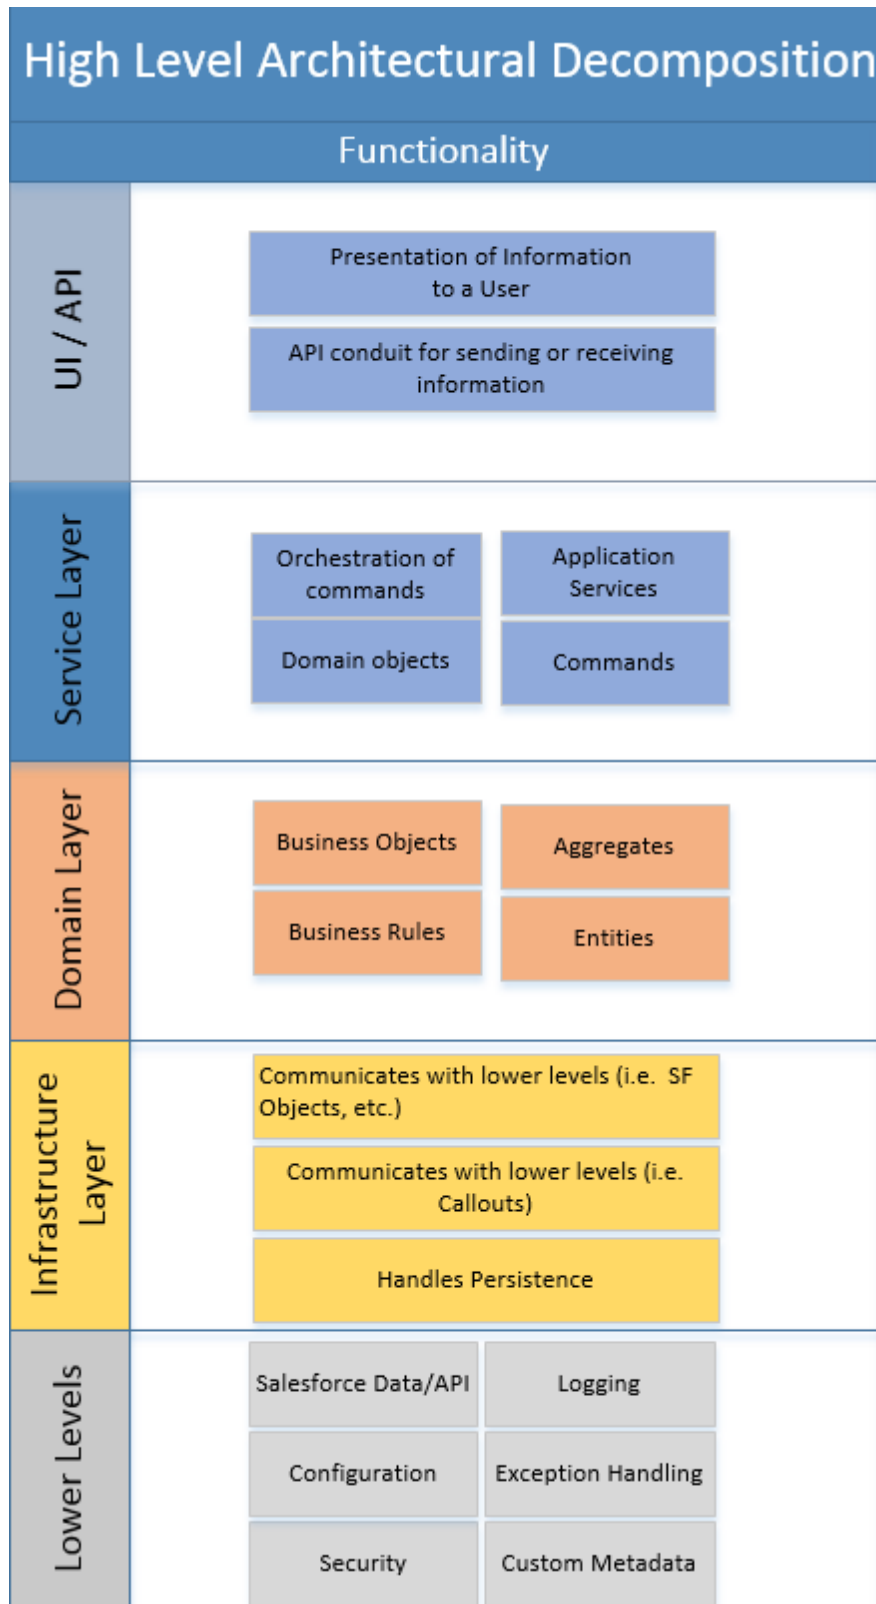 High Level Architectural Decomposition
Functionality
UI / API
Presentation of Information
to a User
API conduit for sending or receiving
information
Service Layer
Orchestration of
commands
Application
Services
Domain objects
Commands
Domain Layer
Business Objects
Aggregates
Business Rules
Entities
Infrastructure
Layer
Communicates with lower levels (i.e.  SF
Objects, etc.)
Communicates with lower levels (i.e.
Callouts)
Handles Persistence
Lower Levels
Salesforce Data/API
Logging
Configuration
Exception Handling
Security
Custom Metadata